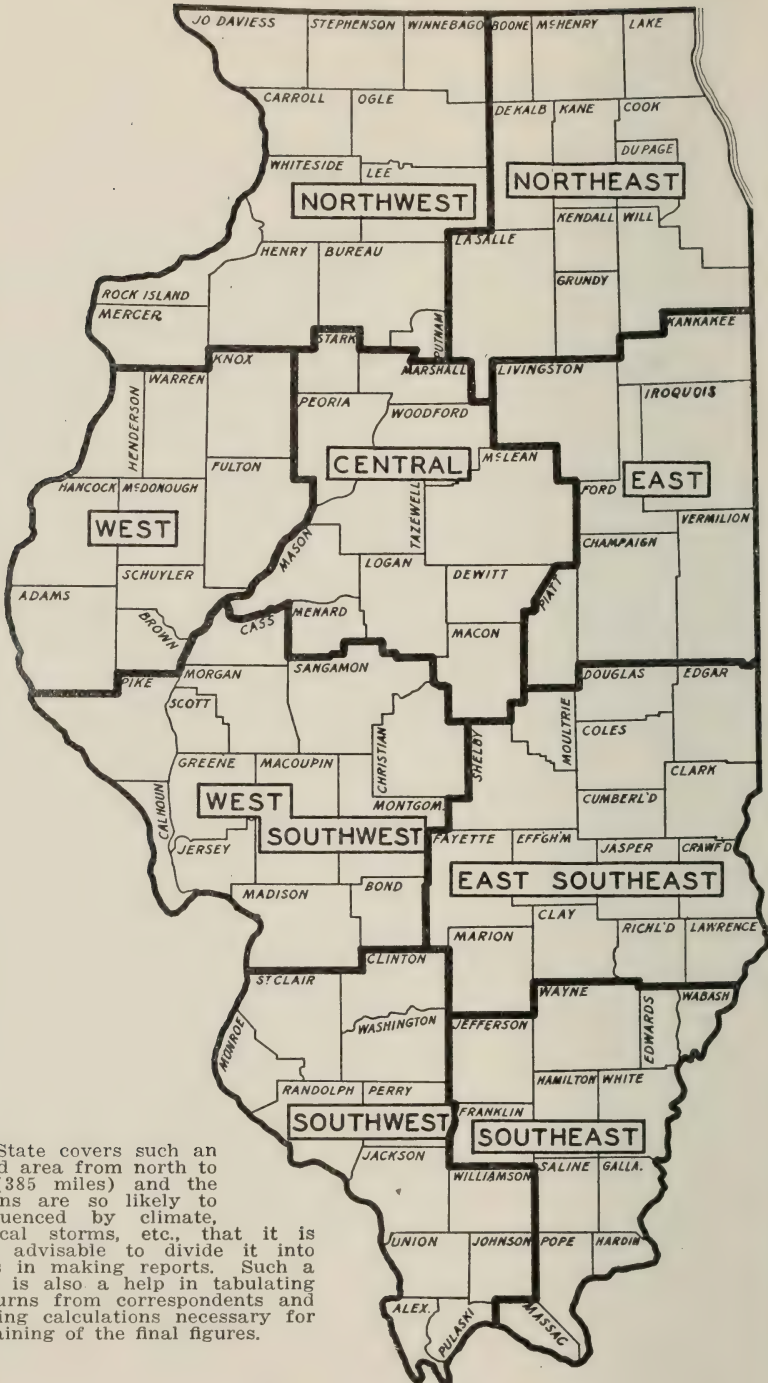 JO DAVIESS
STEPHENSON
WINNEBAGO
BOONE
McHENRY
LAKE
CARROLL
OGLE
DE KALB
KANE
COOK
DU PAGE
WHITESIDE
LEE
NORTHWEST
NORTHEAST
KENDALL
WILL
HENRY
BUREAU
LA SALLE
GRUNDY
ROCK ISLAND
MERCER
PUTNAM
STARK
KANKAKEE
KNOX
WARREN
MARSHALL
LIVINGSTON
HENDERSON
PEORIA
WOODFORD
IROQUOIS
CENTRAL
McLEAN
FULTON
EAST
HANCOCK
McDONOUGH
TAZEWELL
FORD
WEST
VERMILION
MASON
CHAMPAIGN
LOGAN
SCHUYLER
DEWITT
PIATT
ADAMS
BROWN
CASS
MENARD
MACON
PIKE
MORGAN
SANGAMON
DOUGLAS
EDGAR
SCOTT
CHRISTIAN
SHELBY
MOULTRIE
COLES
GREENE
MACOUPIN
CLARK
CALHOUN
WEST
SOUTHWEST
MONTGOM.
CUMBERL'D
JERSEY
FAYETTE
EFFGH'M
JASPER
CRAWF'D
EAST SOUTHEAST
MADISON
BOND
CLAY
MARION
RICHL'D
LAWRENCE
CLINTON
ST CLAIR
WAYNE
WABASH
EDWARDS
WASHINGTON
JEFFERSON
MONROE
HAMILTON
WHITE
RANDOLPH
PERRY
FRANKLIN
SOUTHWEST
SOUTHEAST
JACKSON
WILLIAMSON
SALINE
GALLA.
UNION
JOHNSON
POPE
HARDIN
ALEX.
PULASKI
MASSAC
State covers such an
d area from north to
(385 miles) and the
ns are so likely to
uenced by climate,
cal storms, etc., that it is
advisable to divide it into
s in making reports. Such a
is also a help in tabulating
urns from correspondents and
ing calculations necessary for
aining of the final figures.